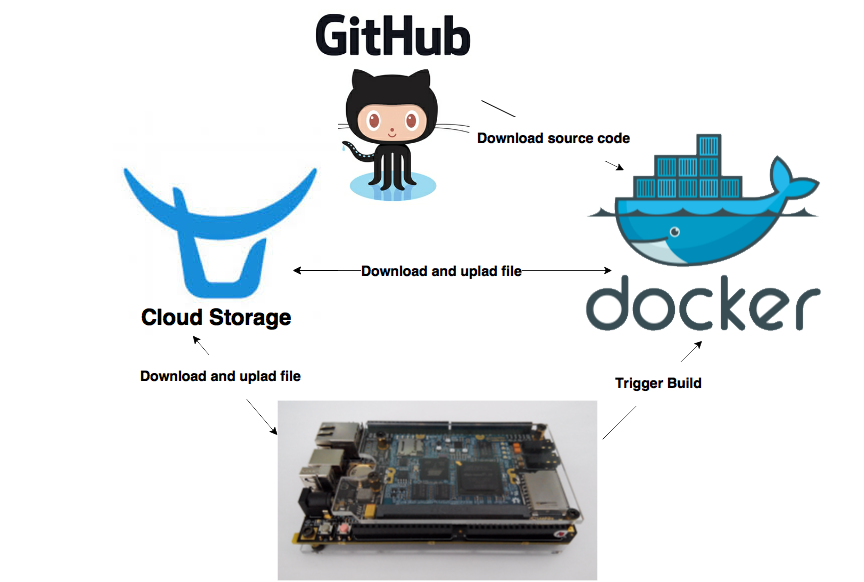 GitHub
Download source code
Download and uplad file
docker
Cloud Storage
Download and uplad file
Trigger Build